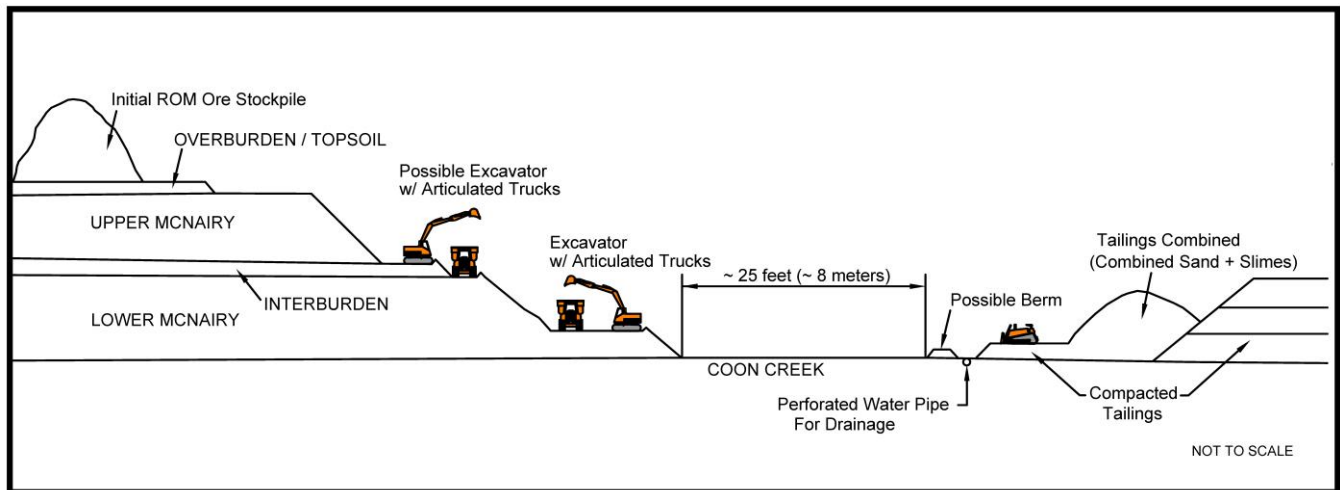 Initial ROM Ore Stockpile
OVERBURDEN / TOPSOIL
Possible Excavator
w/ Articulated Trucks
UPPER MCNAIRY
Excavator
w/ Articulated Trucks
Tailings Combined
(Combined Sand + Slimes)
~ 25 feet (~ 8 meters)
Possible Berm
INTERBURDEN
LOWER MCNAIRY
COON CREEK
Perforated Water Pipe
For Drainage
Compacted
Tailings
NOT TO SCALE